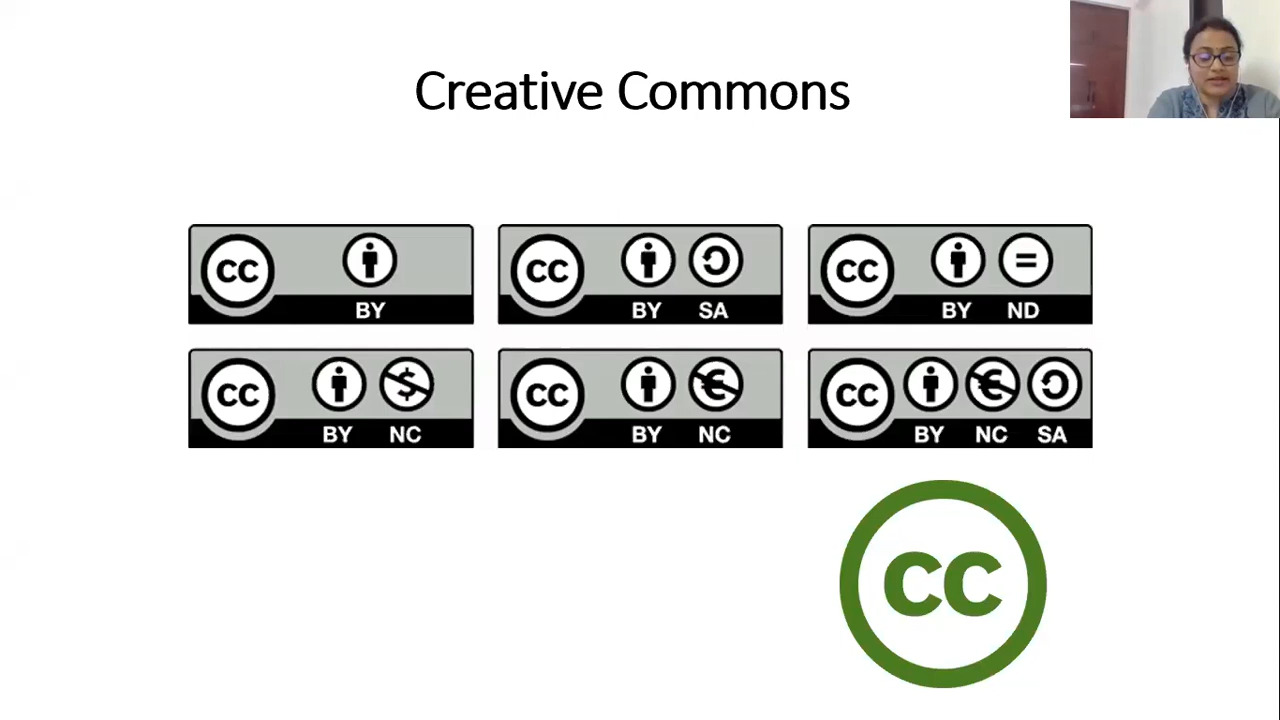 Creative Commons
CC BY
CC BY SA
CC BY ND
CC $ BY NC
CC € BY NC
CC € BY NC SA
CC